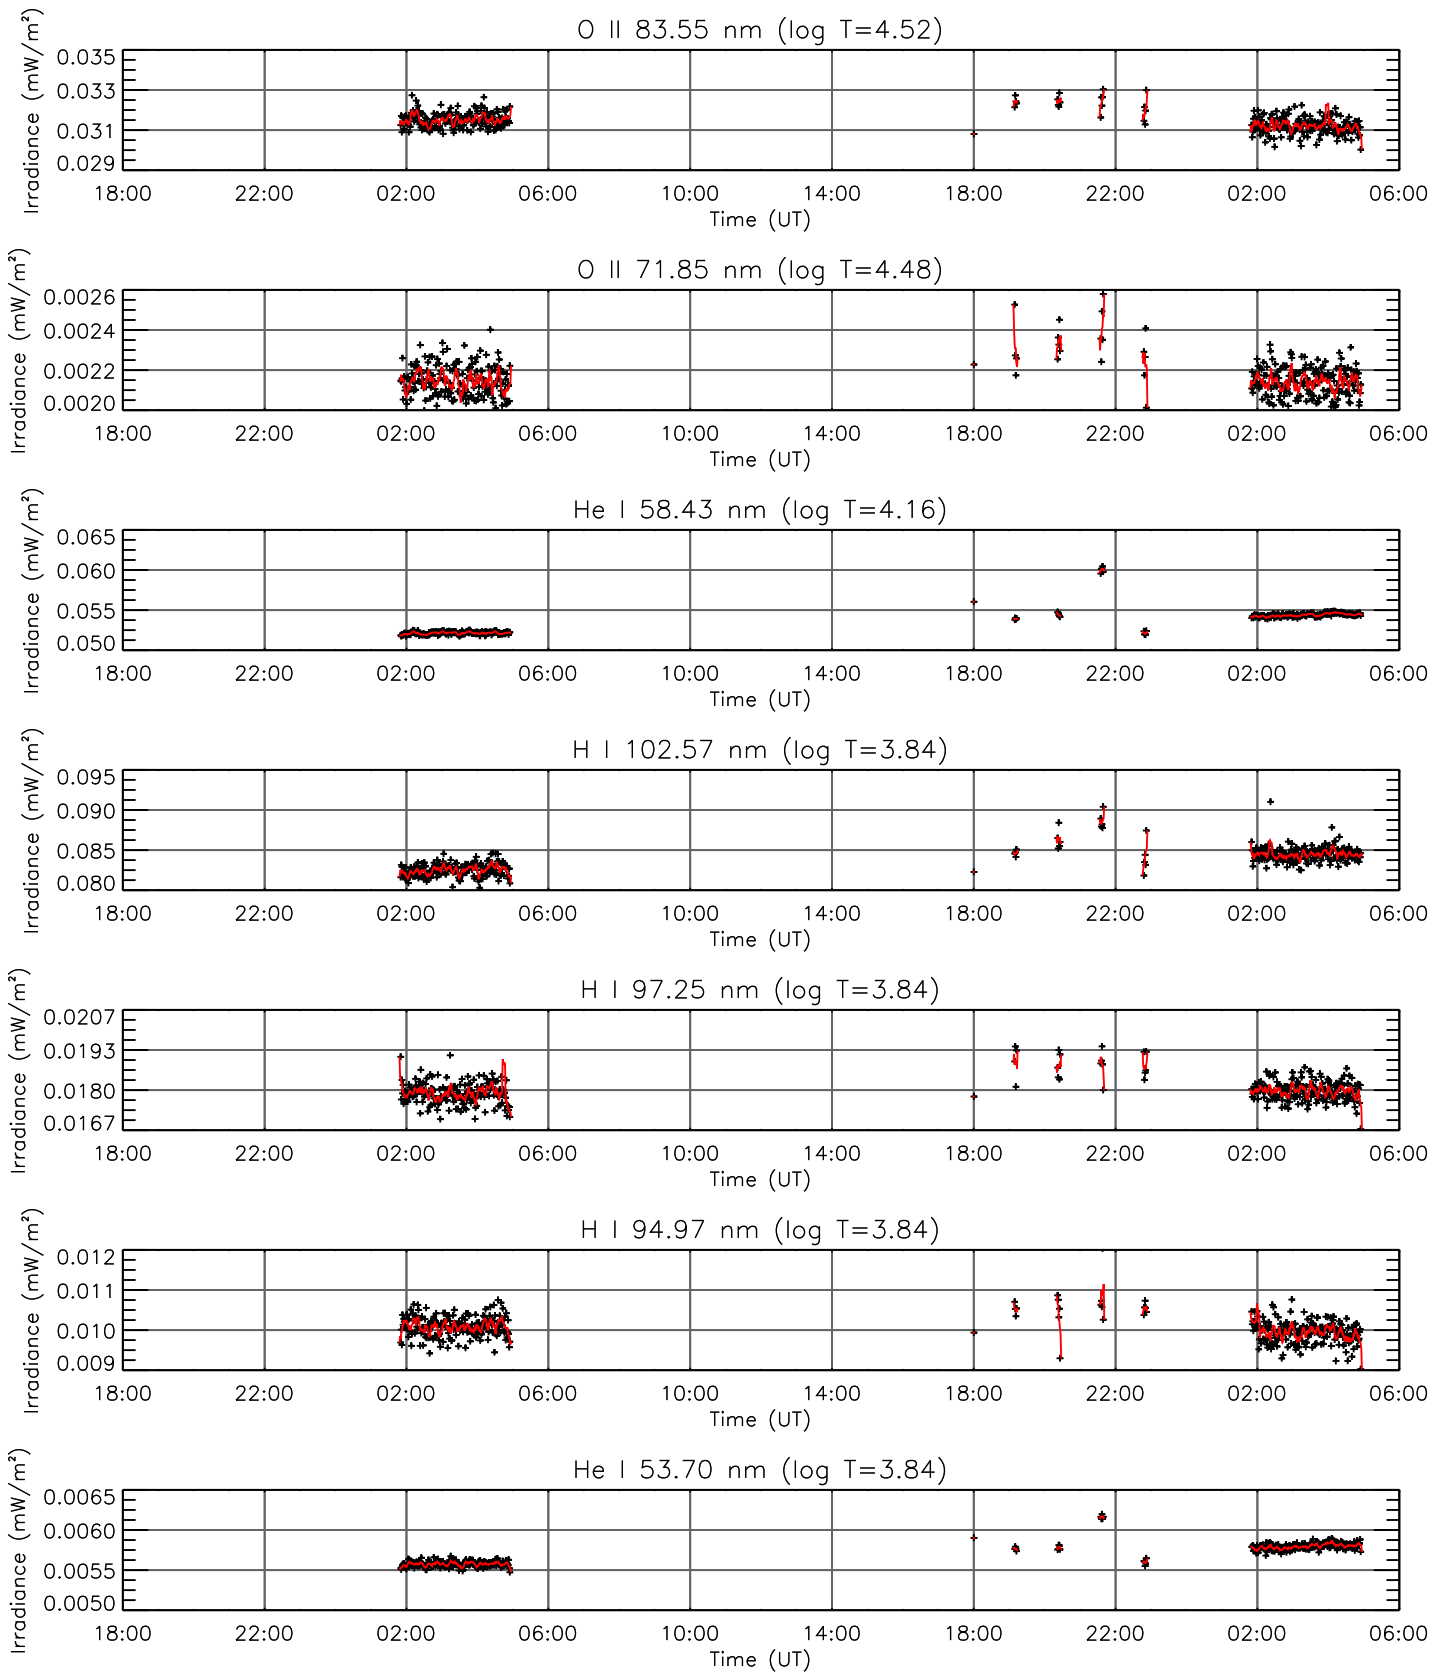 O II 83.55 nm (log T=4.52)
Irradiance (mW/m²)
0.035
0.033
0.031
0.029
18:00 22:00 02:00 06:00 10:00 14:00 18:00 22:00 02:00 06:00
Time (UT)
O II 71.85 nm (log T=4.48)
Irradiance (mW/m²)
0.0026
0.0024
0.0022
0.0020
18:00 22:00 02:00 06:00 10:00 14:00 18:00 22:00 02:00 06:00
Time (UT)
He I 58.43 nm (log T=4.16)
Irradiance (mW/m²)
0.065
0.060
0.055
0.050
18:00 22:00 02:00 06:00 10:00 14:00 18:00 22:00 02:00 06:00
Time (UT)
H I 102.57 nm (log T=3.84)
Irradiance (mW/m²)
0.095
0.090
0.085
0.080
18:00 22:00 02:00 06:00 10:00 14:00 18:00 22:00 02:00 06:00
Time (UT)
H I 97.25 nm (log T=3.84)
Irradiance (mW/m²)
0.0207
0.0193
0.0180
0.0167
18:00 22:00 02:00 06:00 10:00 14:00 18:00 22:00 02:00 06:00
Time (UT)
H I 94.97 nm (log T=3.84)
Irradiance (mW/m²)
0.012
0.011
0.010
0.009
18:00 22:00 02:00 06:00 10:00 14:00 18:00 22:00 02:00 06:00
Time (UT)
He I 53.70 nm (log T=3.84)
Irradiance (mW/m²)
0.0065
0.0060
0.0055
0.0050
18:00 22:00 02:00 06:00 10:00 14:00 18:00 22:00 02:00 06:00
Time (UT)